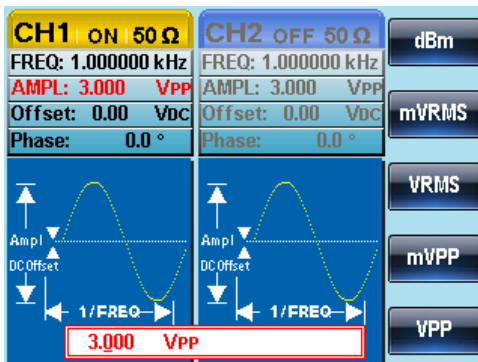 CH1 ON 50 Ω
FREQ: 1.000000 kHz
AMPL: 3.000 VPP
Offset: 0.00 VDC
Phase: 0.0 °
Ampl
DC Offset
1/FREQ
CH2 OFF 50 Ω
FREQ: 1.000000 kHz
AMPL: 3.000 VPP
Offset: 0.00 VDC
Phase: 0.0 °
Ampl
DC Offset
1/FREQ
3.000 VPP
dBm
mVRMS
VRMS
mVPP
VPP